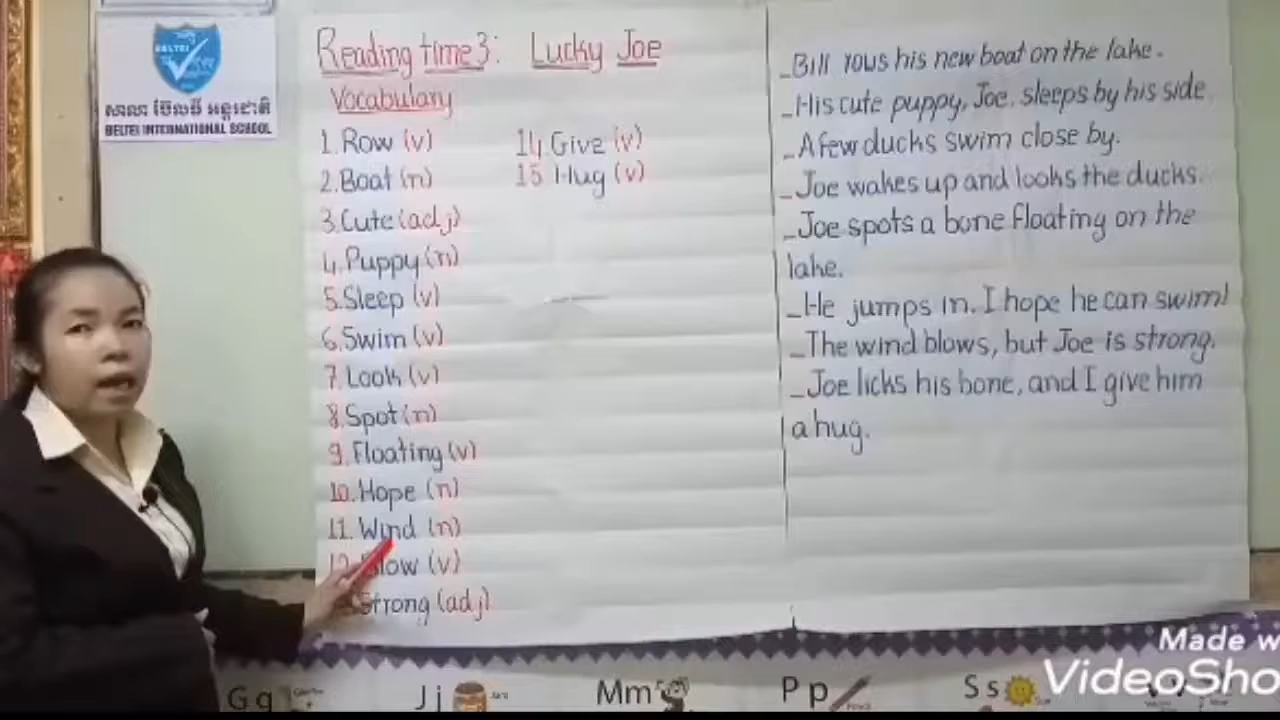 BELTEI
សាលា ប៊ែលធី អន្តរជាតិ
BELTEI INTERNATIONAL SCHOOL
Reading time 3: Lucky Joe
Vocabulary
1. Row (v)
2. Boat (n)
3. Cute (adj)
4. Puppy (n)
5. Sleep (v)
6. Swim (v)
7. Look (v)
8. Spot (n)
9. Floating (v)
10. Hope (n)
11. Wind (n)
12. Blow (v)
Strong (adj)
14. Give (v)
15 Hug (v)
_Bill rows his new boat on the lake.
_His cute puppy, Joe, sleeps by his side.
_A few ducks swim close by.
_Joe wakes up and looks the ducks.
_Joe spots a bone floating on the
lake.
_He jumps in. I hope he can swim!
_The wind blows, but Joe is strong.
_Joe licks his bone, and I give him
a hug.
Gg
Jj
Mm
Pp
Ss
Made w
VideoSho